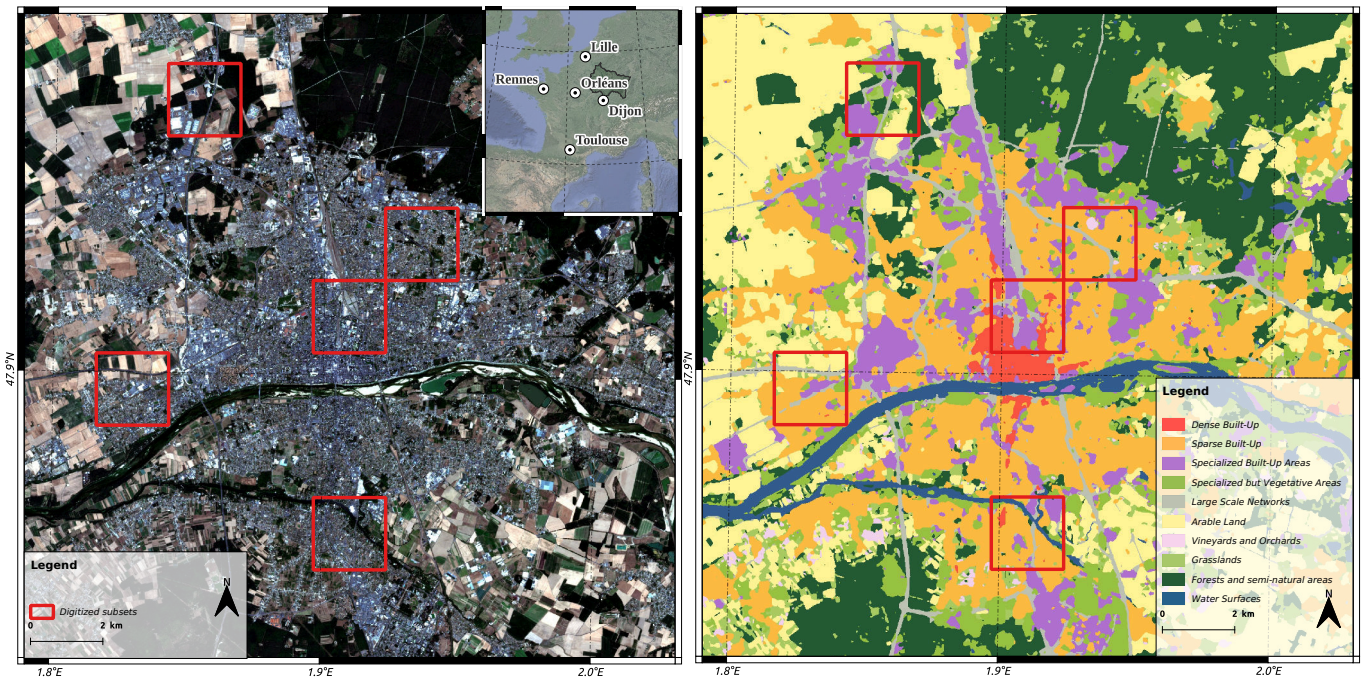 Lille
Rennes
Orléans
Dijon
Toulouse
47.9°N
Legend
Digitized subsets
N
0 2 km
1.8°E 1.9°E 2.0°E
47.9°N
Legend
Dense Built-Up
Sparse Built-Up
Specialized Built-Up Areas
Specialized but Vegetative Areas
Large Scale Networks
Arable Land
Vineyards and Orchards
Grasslands
Forests and semi-natural areas
Water Surfaces
N
0 2 km
1.8°E 1.9°E 2.0°E